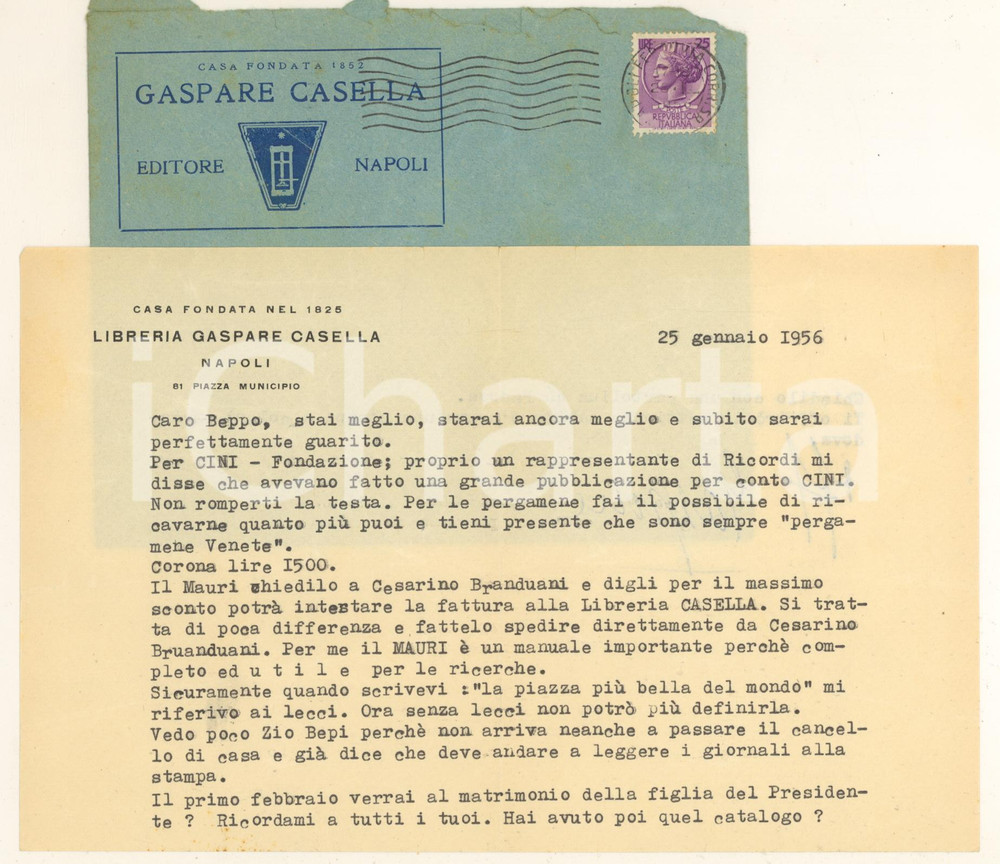 CASA FONDATA 1852
GASPARE CASELLA
EDITORE NAPOLI
LIRE 25
REPVBBLICA
ITALIANA
CASA FONDATA NEL 1825
LIBRERIA GASPARE CASELLA
NAPOLI
81 PIAZZA MUNICIPIO
25 gennaio I956
iCharta
Caro Beppo, stai meglio, starai ancora meglio e subito sarai
perfettamente guarito.
Per CINI - Fondazione; proprio un rappresentante di Ricordi mi
disse che avevano fatto una grande pubblicazione per conto CINI.
Non romperti la testa. Per le pergamene fai il possibile di ri-
cavarne quanto più puoi e tieni presente che sono sempre "perga-
mene Venete".
Corona lire I500.
Il Mauri chiedilo a Cesarino Branduani e digli per il massimo
sconto potrà intestare la fattura alla Libreria CASELLA. Si trat-
ta di poca differenza e fattelo spedire direttamente da Cesarino
Bruanduani. Per me il MAURI è un manuale importante perchè com-
pleto ed u t i l e per le ricerche.
Sicuramente quando scrivevi :"la piazza più bella del mondo" mi
riferivo ai lecci. Ora senza lecci non potrò più definirla.
Vedo poco Zio Bepi perchè non arriva neanche a passare il cancel-
lo di casa e già dice che deve andare a leggere i giornali alla
stampa.
Il primo febbraio verrai al matrimonio della figlia del Presiden-
te ? Ricordami a tutti i tuoi. Hai avuto poi quel catalogo ?